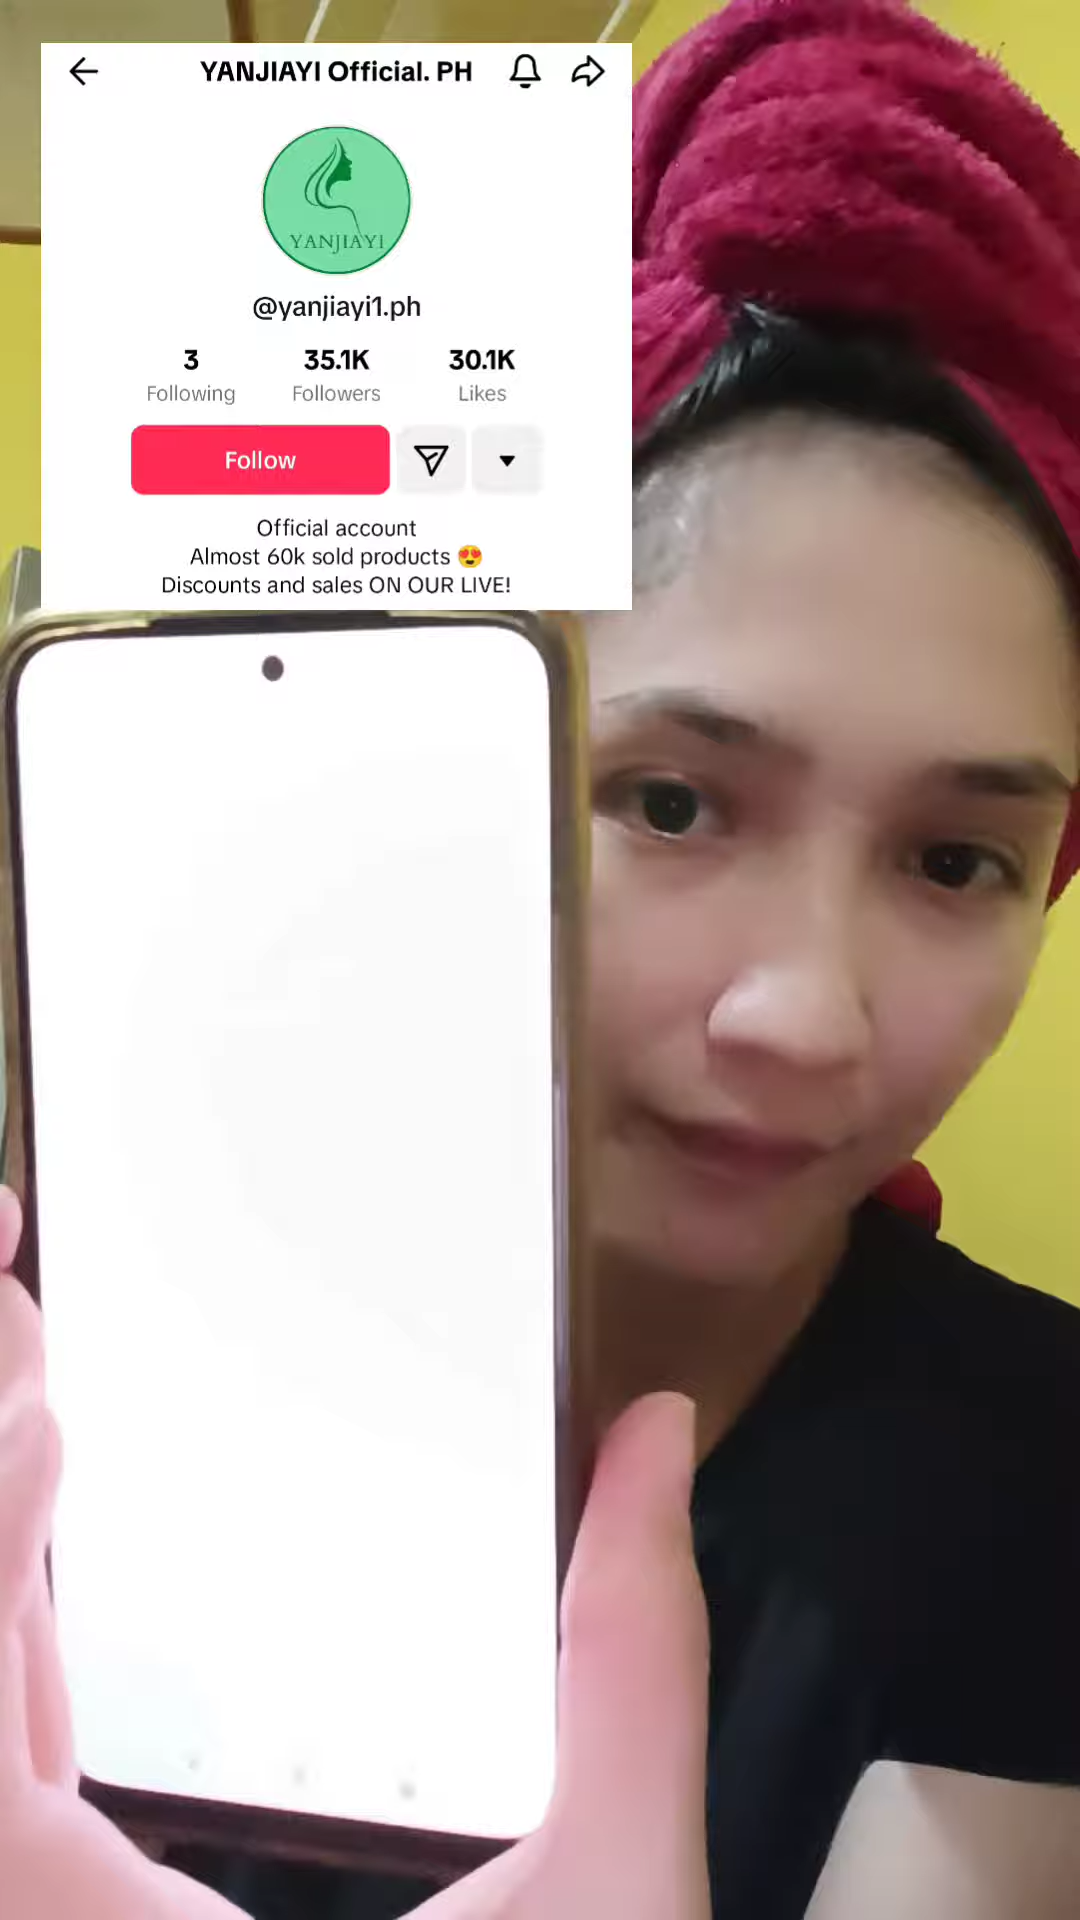 YANJIAYI Official. PH
YANJIAYI
@yanjiayi1.ph
3 35.1K 30.1K
Following Followers Likes
Follow
Official account
Almost 60k sold products 😍
Discounts and sales ON OUR LIVE!